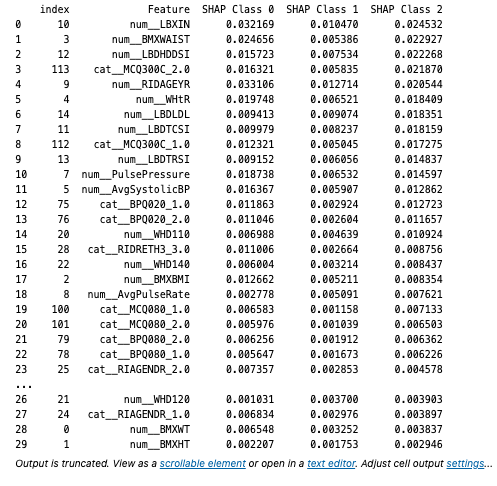 index Feature SHAP Class 0 SHAP Class 1 SHAP Class 2
0 10 num__LBXIN 0.032169 0.010470 0.024532
1 3 num__BMXWAIST 0.024656 0.005386 0.022927
2 12 num__LBDHDDSI 0.015723 0.007534 0.022268
3 113 cat__MCQ300C_2.0 0.016321 0.005835 0.021870
4 9 num__RIDAGEYR 0.033106 0.012714 0.020544
5 4 num__WHtR 0.019748 0.006521 0.018409
6 14 num__LBDLDL 0.009413 0.009074 0.018351
7 11 num__LBDTCSI 0.009979 0.008237 0.018159
8 112 cat__MCQ300C_1.0 0.012321 0.005045 0.017275
9 13 num__LBDTRSI 0.009152 0.006056 0.014837
10 7 num__PulsePressure 0.018738 0.006532 0.014597
11 5 num__AvgSystolicBP 0.016367 0.005907 0.012862
12 75 cat__BPQ020_1.0 0.011863 0.002924 0.012723
13 76 cat__BPQ020_2.0 0.011046 0.002604 0.011657
14 20 num__WHD110 0.006988 0.004639 0.010924
15 28 cat__RIDRETH3_3.0 0.011006 0.002664 0.008756
16 22 num__WHD140 0.006004 0.003214 0.008437
17 2 num__BMXBMI 0.012662 0.005211 0.008354
18 8 num__AvgPulseRate 0.002778 0.005091 0.007621
19 100 cat__MCQ080_1.0 0.006583 0.001158 0.007133
20 101 cat__MCQ080_2.0 0.005976 0.001039 0.006503
21 79 cat__BPQ080_2.0 0.006256 0.001912 0.006362
22 78 cat__BPQ080_1.0 0.005647 0.001673 0.006226
23 25 cat__RIAGENDR_2.0 0.007357 0.002853 0.004578
...
26 21 num__WHD120 0.001031 0.003700 0.003903
27 24 cat__RIAGENDR_1.0 0.006834 0.002976 0.003897
28 0 num__BMXWT 0.006548 0.003252 0.003837
29 1 num__BMXHT 0.002207 0.001753 0.002946
Output is truncated. View as a scrollable element or open in a text editor. Adjust cell output settings...